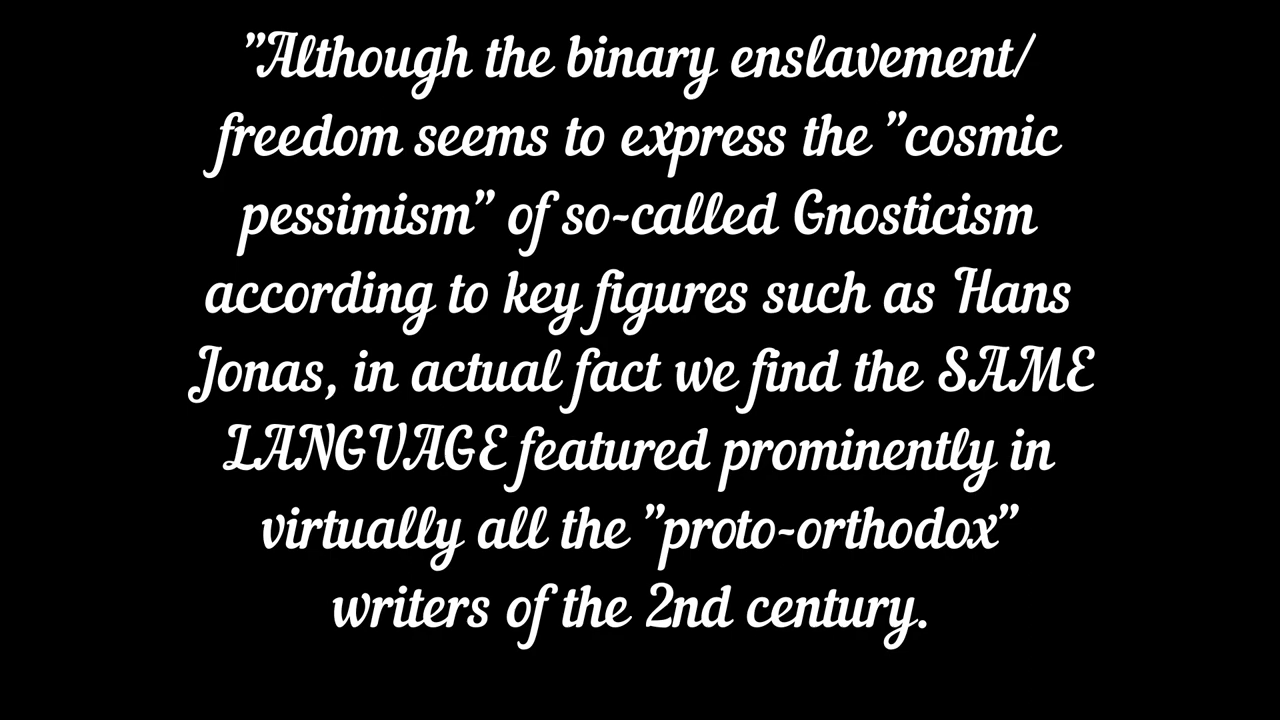 "Although the binary enslavement/
freedom seems to express the "cosmic
pessimism" of so-called Gnosticism
according to key figures such as Hans
Jonas, in actual fact we find the SAME
LANGUAGE featured prominently in
virtually all the "proto-orthodox"
writers of the 2nd century.